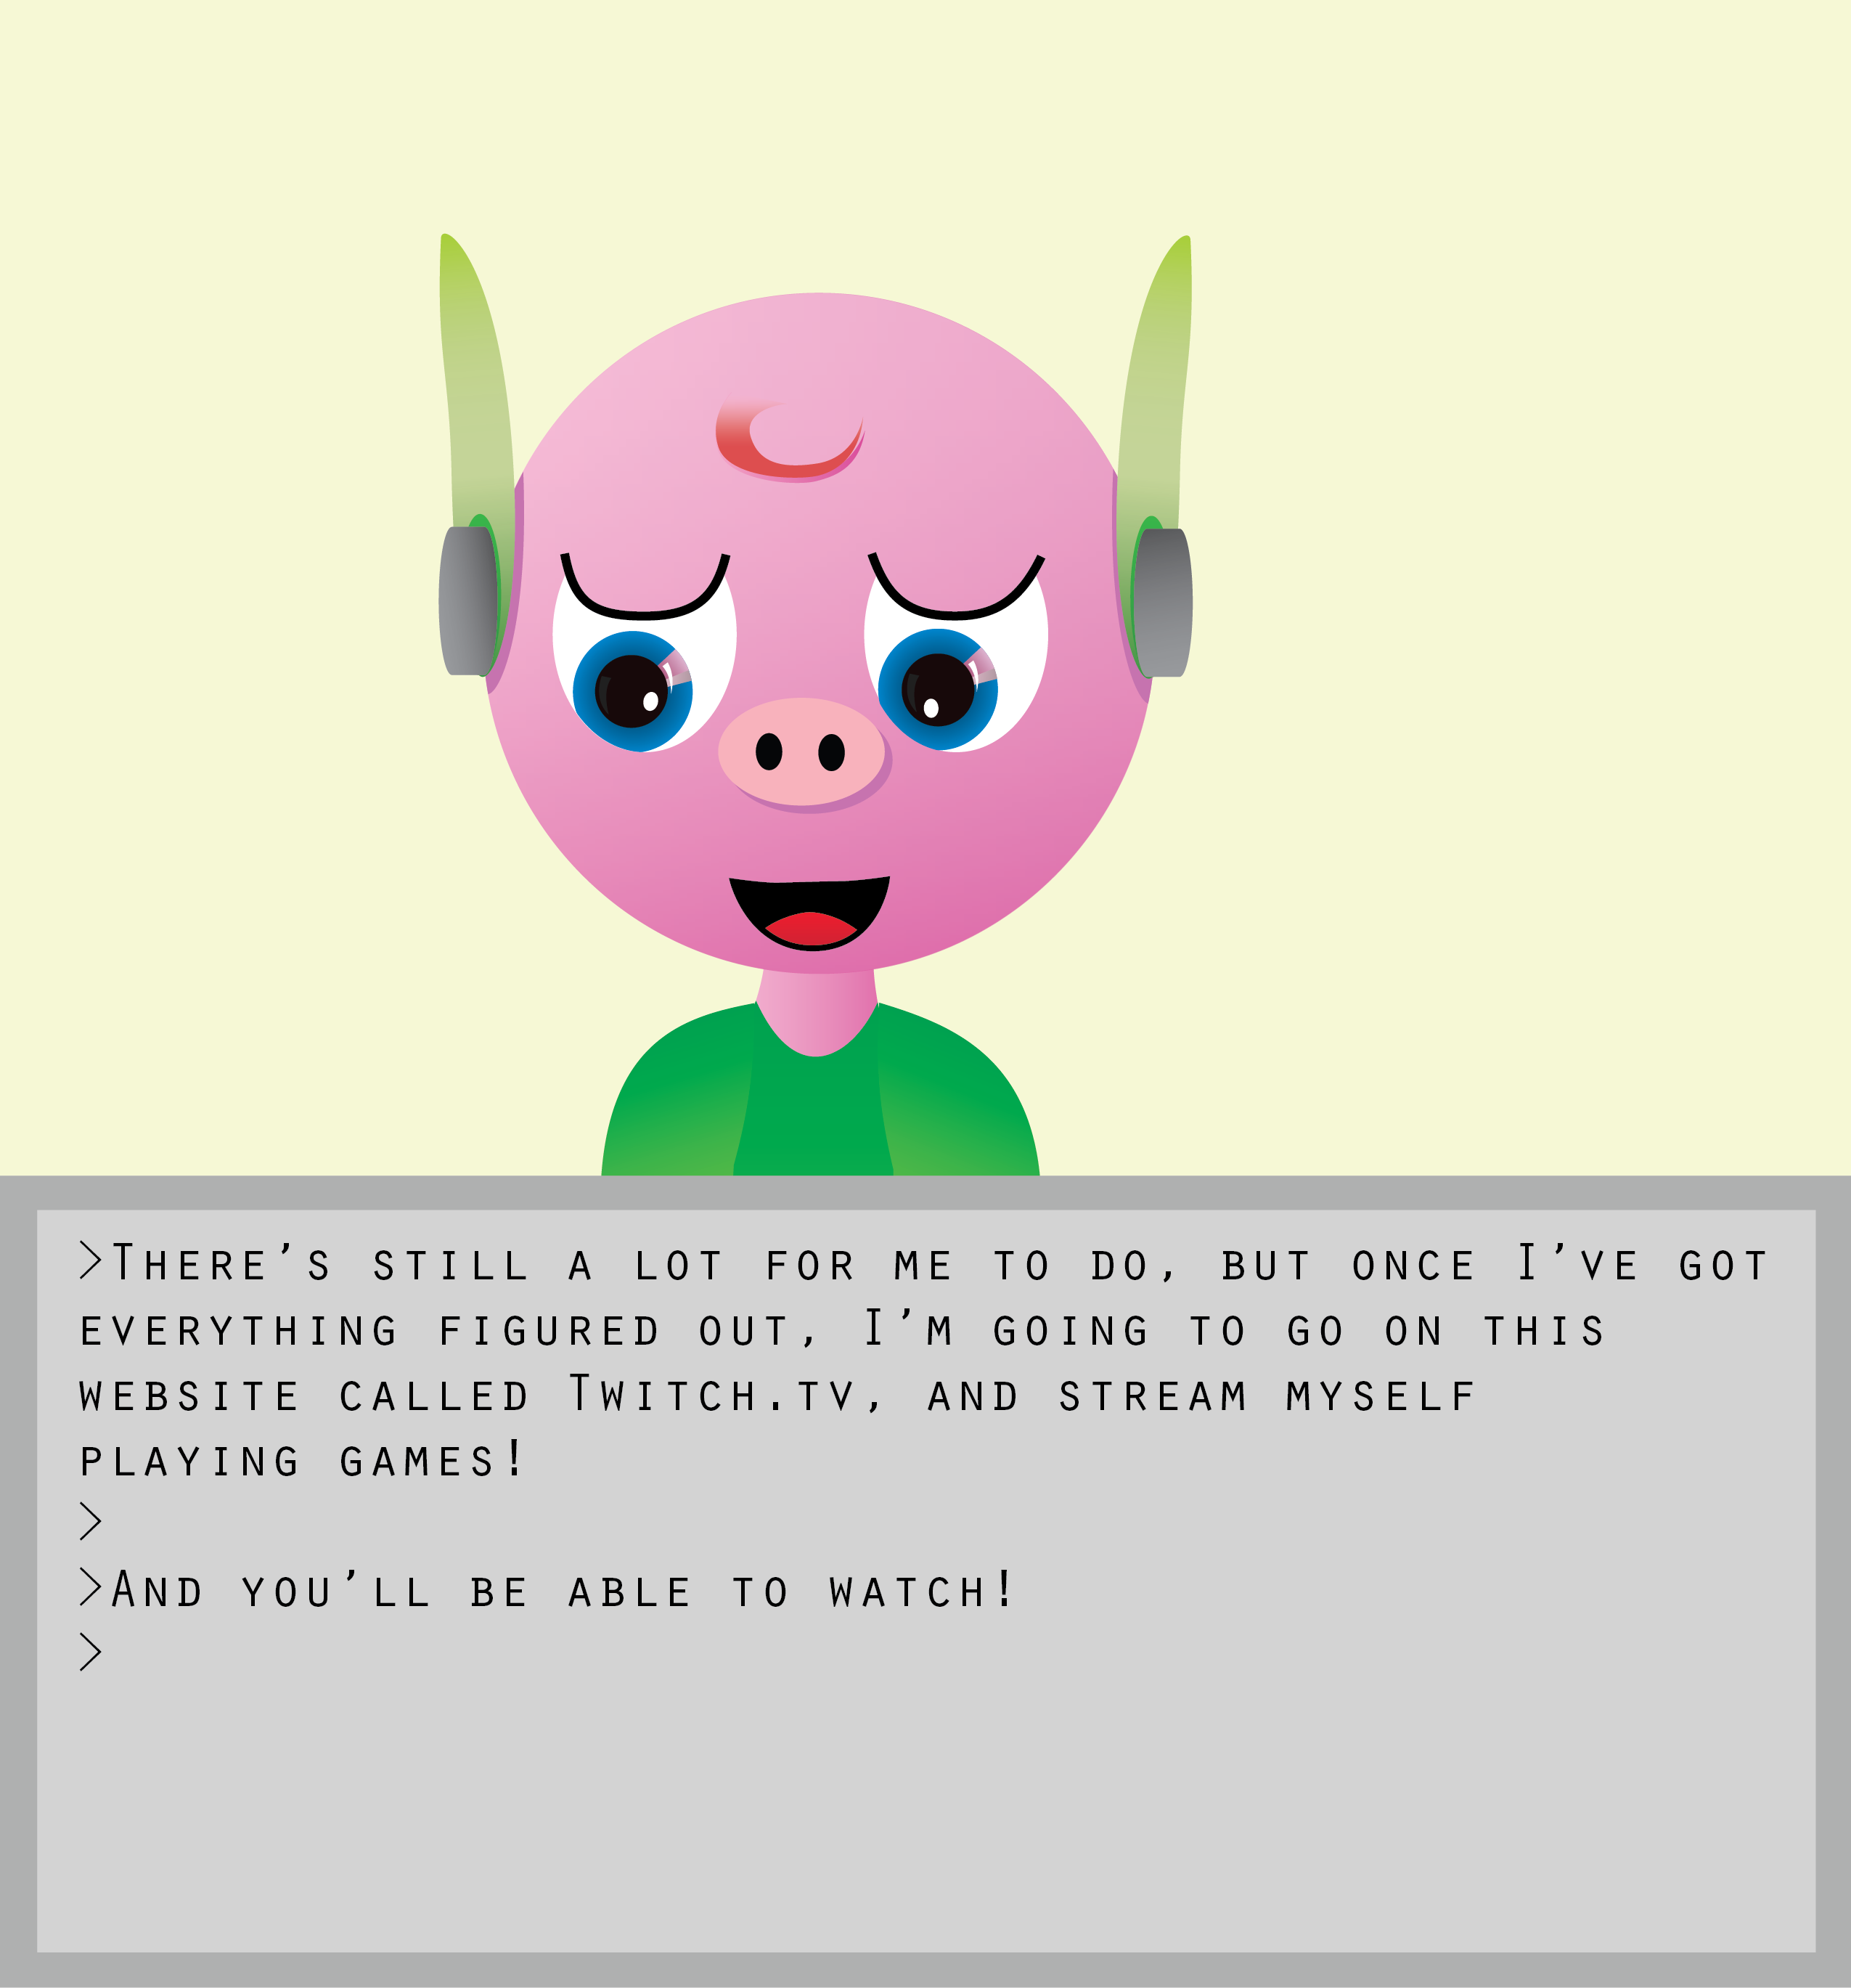 >There's still a lot for me to do, but once I've got
everything figured out, I'm going to go on this
website called Twitch.tv, and stream myself
playing games!
>
>And you'll be able to watch!
>